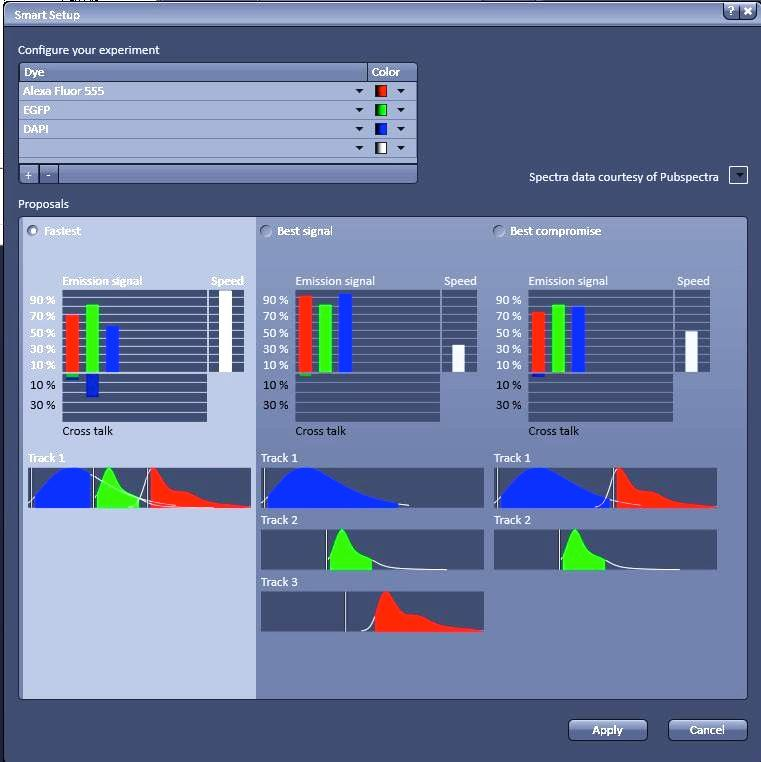 Smart Setup
? ×
Configure your experiment
Dye Color
Alexa Fluor 555
EGFP
DAPI
+ -
Spectra data courtesy of Pubspectra
Proposals
Fastest Best signal Best compromise
Emission signal Speed Emission signal Speed Emission signal Speed
90 % 90 % 90 %
70 % 70 % 70 %
50 % 50 % 50 %
30 % 30 % 30 %
10 % 10 % 10 %
10 % 10 % 10 %
30 % 30 % 30 %
Cross talk Cross talk Cross talk
Track 1 Track 1 Track 1
Track 2 Track 2
Track 3
Apply Cancel